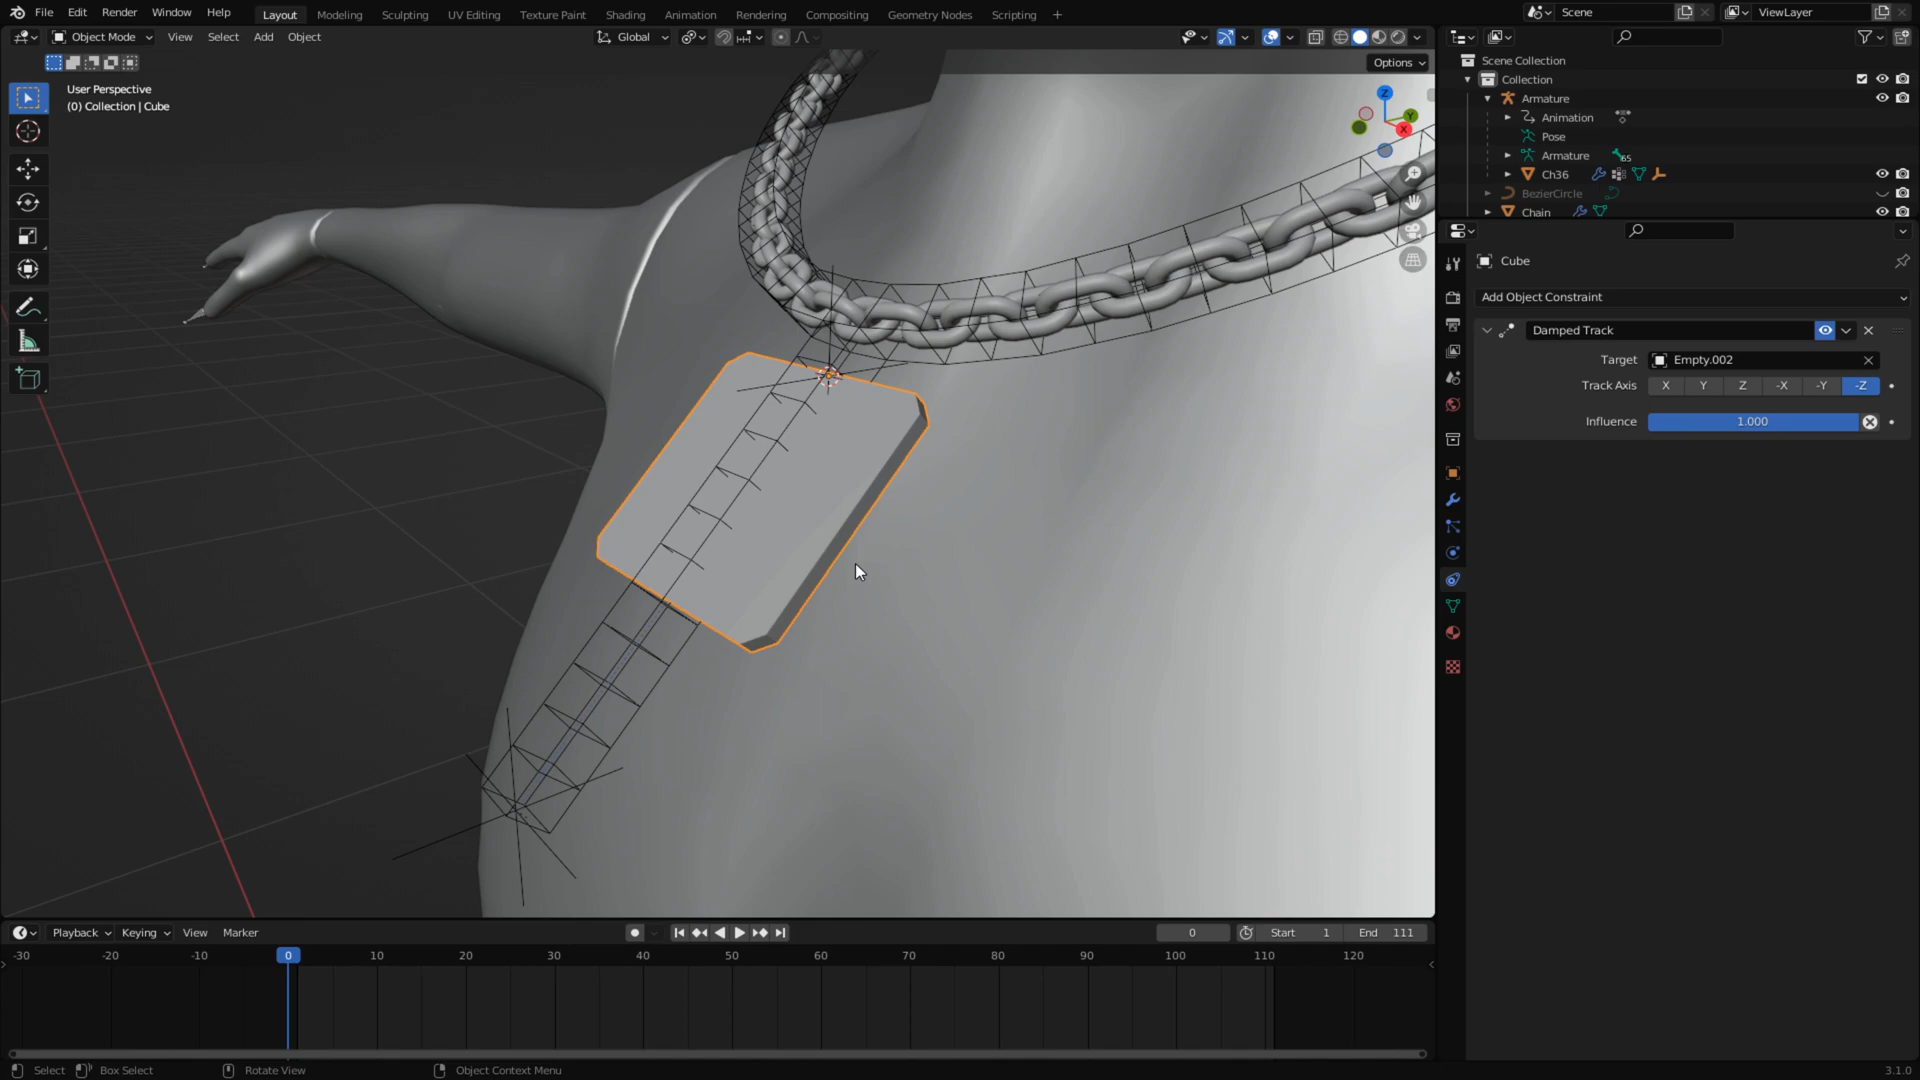 File Edit Render Window Help Layout Modeling Sculpting UV Editing Texture Paint Shading Animation Rendering Compositing Geometry Nodes Scripting + Scene ViewLayer
Object Mode View Select Add Object Global
Options
User Perspective
(0) Collection | Cube
Z
Y
X
Scene Collection
Collection
Armature
Animation
Pose
Armature 65
Ch36
BezierCircle
Chain
Cube
Add Object Constraint
Damped Track
Target Empty.002
Track Axis X Y Z -X -Y -Z
Influence 1.000
Playback Keying View Marker 0 Start 1 End 111
-30 -20 -10 0 10 20 30 40 50 60 70 80 90 100 110 120
Select Box Select Rotate View Object Context Menu 3.1.0